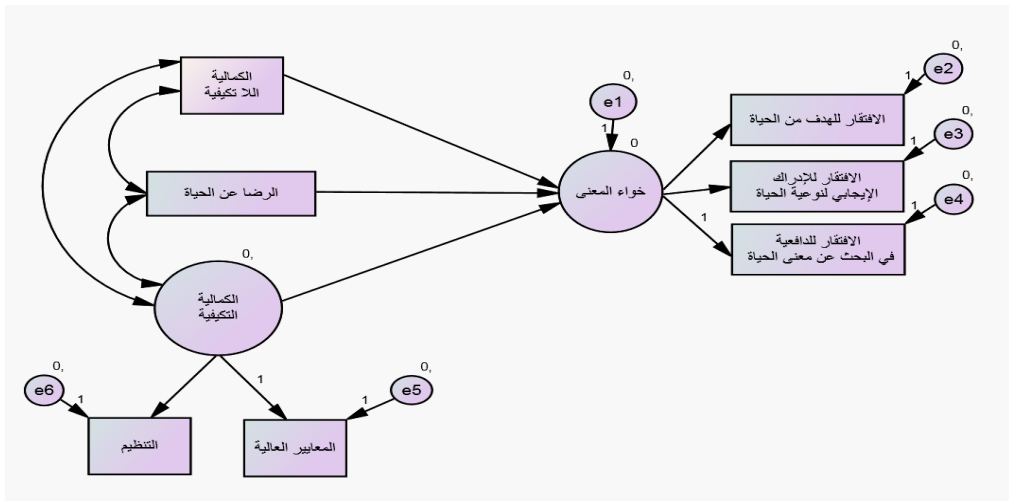 الكمالية
اللا تكيفية
الرضا عن الحياة
0,
الكمالية
التكيفية
0,
e6
1
التنظيم
1
المعايير العالية
0,
e5
1
0,
e1
1
0
خواء المعنى
0,
e2
1
الافتقار للهدف من الحياة
0,
e3
1
الافتقار للإدراك
الإيجابي لنوعية الحياة
0,
e4
1
1
الافتقار للدافعية
في البحث عن معنى الحياة